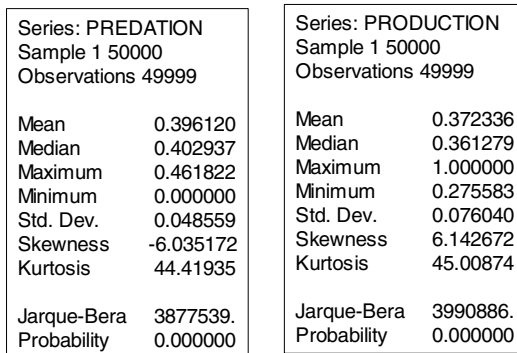 Series: PREDATION
Sample 1 50000
Observations 49999
Mean 0.396120
Median 0.402937
Maximum 0.461822
Minimum 0.000000
Std. Dev. 0.048559
Skewness -6.035172
Kurtosis 44.41935
Jarque-Bera 3877539.
Probability 0.000000
Series: PRODUCTION
Sample 1 50000
Observations 49999
Mean 0.372336
Median 0.361279
Maximum 1.000000
Minimum 0.275583
Std. Dev. 0.076040
Skewness 6.142672
Kurtosis 45.00874
Jarque-Bera 3990886.
Probability 0.000000